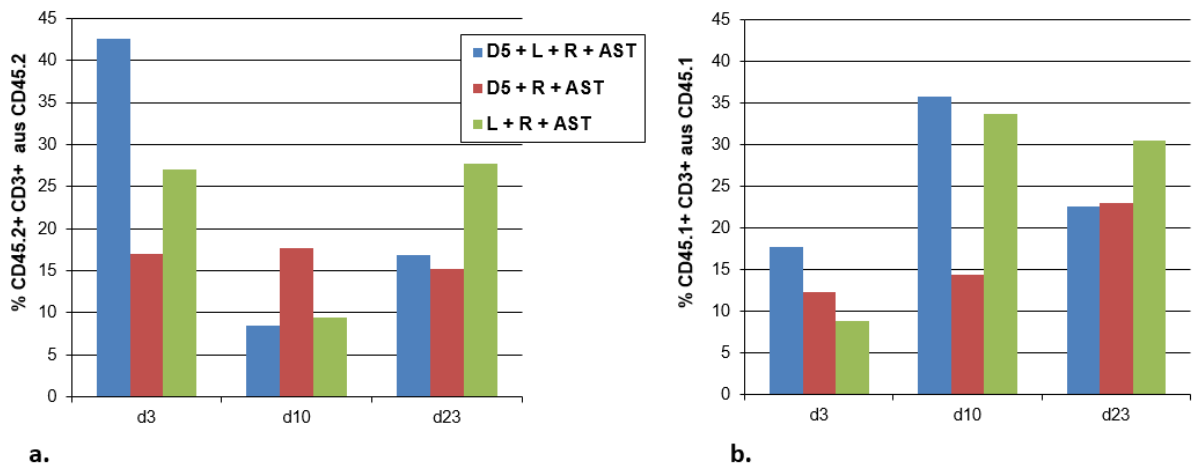 % CD45.2+ CD3+ aus CD45.2
45
40
35
30
25
20
15
10
5
0
d3 d10 d23
D5 + L + R + AST
D5 + R + AST
L + R + AST
a.
% CD45.1+ CD3+ aus CD45.1
45
40
35
30
25
20
15
10
5
0
d3 d10 d23
b.